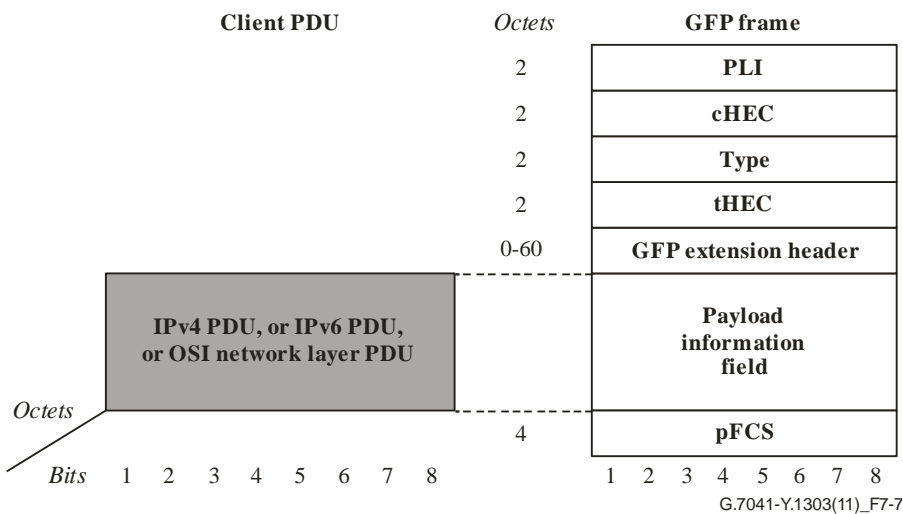 Client PDU Octets GFP frame
2 PLI
2 cHEC
2 Type
2 tHEC
0-60 GFP extension header
IPv4 PDU, or IPv6 PDU,
or OSI network layer PDU
Payload
information
field
Octets
4 pFCS
Bits 1 2 3 4 5 6 7 8 1 2 3 4 5 6 7 8
G.7041-Y.1303(11)_F7-7